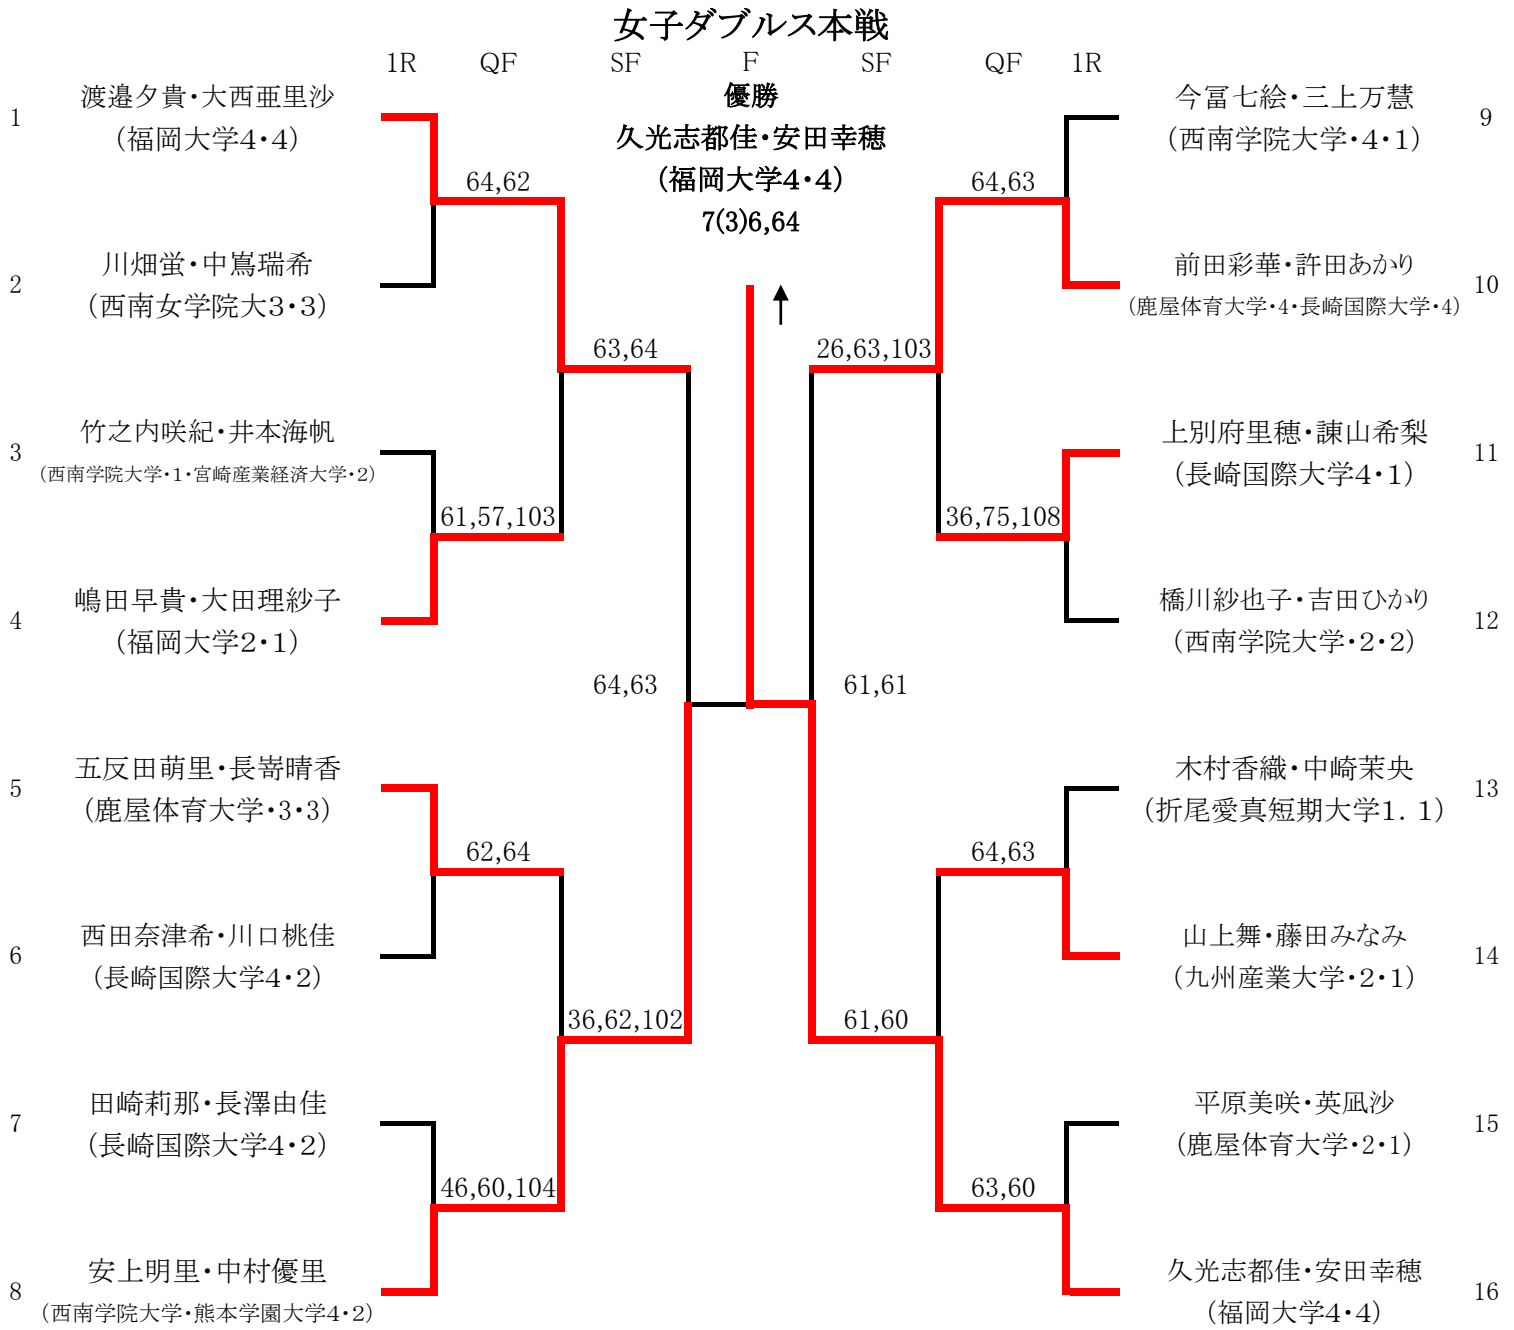 女子ダブルス本戦
1R QF SF F SF QF 1R
優勝
久光志都佳・安田幸穂
(福岡大学4・4)
7(3)6,64
1 渡邉夕貴・大西亜里沙
(福岡大学4・4)
64,62
2 川畑蛍・中嶌瑞希
(西南女学院大3・3)
63,64
3 竹之内咲紀・井本海帆
(西南学院大学・1・宮崎産業経済大学・2)
61,57,103
4 嶋田早貴・大田理紗子
(福岡大学2・1)
64,63
5 五反田萌里・長嵜晴香
(鹿屋体育大学・3・3)
62,64
6 西田奈津希・川口桃佳
(長崎国際大学4・2)
36,62,102
7 田崎莉那・長澤由佳
(長崎国際大学4・2)
46,60,104
8 安上明里・中村優里
(西南学院大学・熊本学園大学4・2)
今冨七絵・三上万慧 9
(西南学院大学・4・1)
64,63
前田彩華・許田あかり 10
(鹿屋体育大学・4・長崎国際大学・4)
26,63,103
上別府里穂・諫山希梨 11
(長崎国際大学4・1)
36,75,108
橋川紗也子・吉田ひかり 12
(西南学院大学・2・2)
61,61
木村香織・中崎茉央 13
(折尾愛真短期大学1．1)
64,63
山上舞・藤田みなみ 14
(九州産業大学・2・1)
61,60
平原美咲・英凪沙 15
(鹿屋体育大学・2・1)
63,60
久光志都佳・安田幸穂 16
(福岡大学4・4)